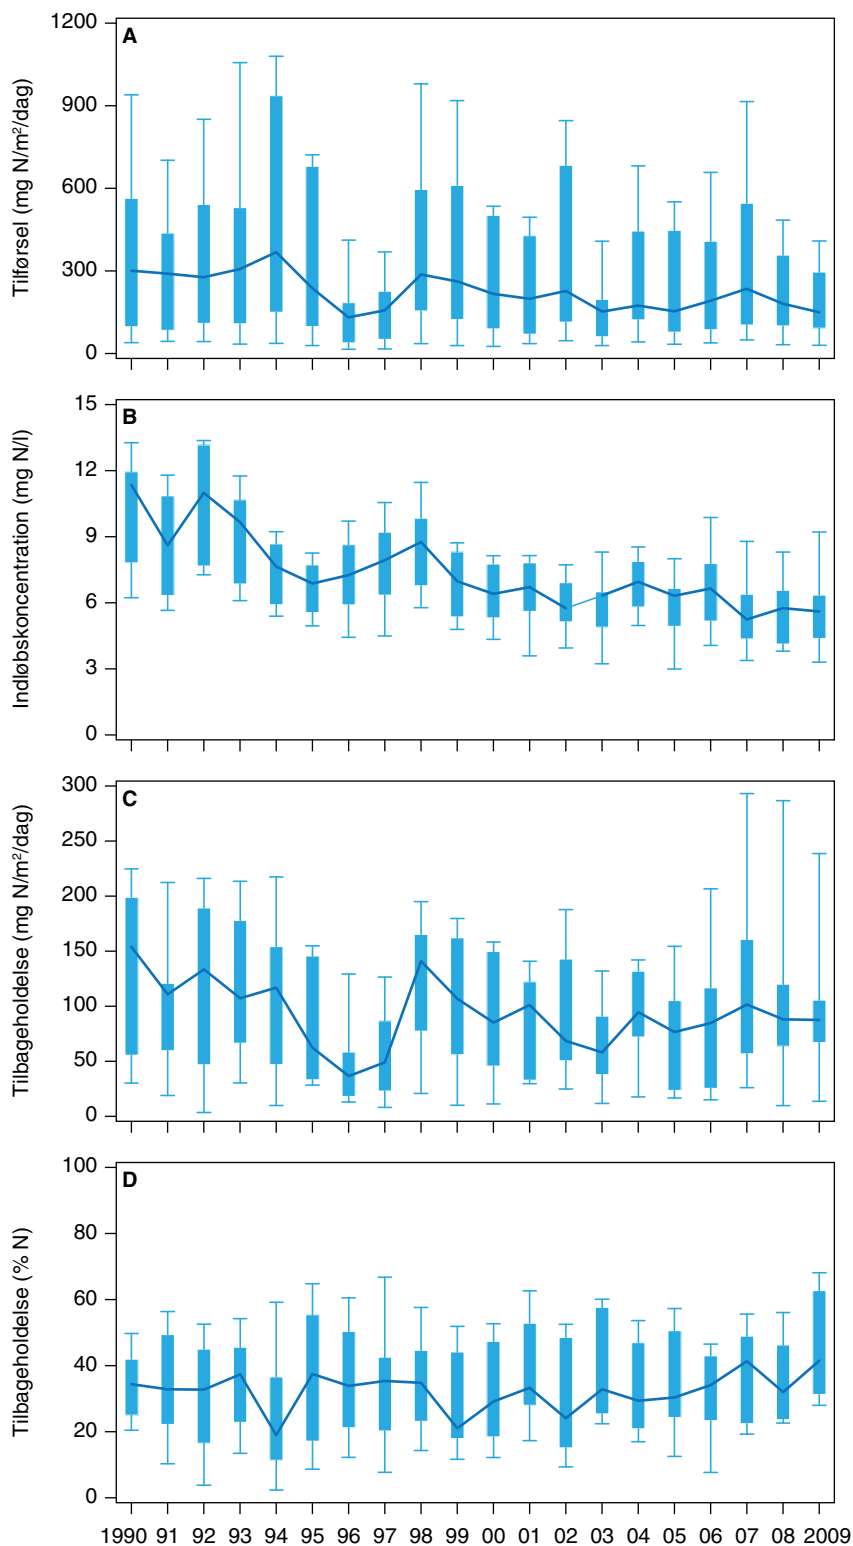 A
Tilførsel (mg N/m²/dag)
1200
900
600
300
0
B
Indløbskoncentration (mg N/l)
15
12
9
6
3
0
C
Tilbageholdelse (mg N/m²/dag)
300
250
200
150
100
50
0
D
Tilbageholdelse (% N)
100
80
60
40
20
0
1990 91 92 93 94 95 96 97 98 99 00 01 02 03 04 05 06 07 08 2009